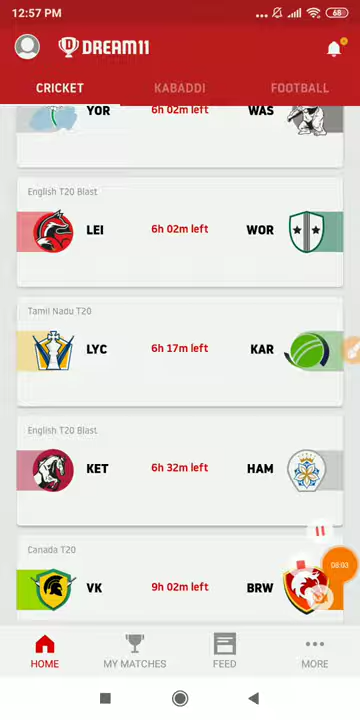 12:57 PM
68
DREAM11
CRICKET KABADDI FOOTBALL
YOR 6h 02m left WAS
English T20 Blast
LEI 6h 02m left WOR
Tamil Nadu T20
LYC 6h 17m left KAR
English T20 Blast
KET 6h 32m left HAM
Canada T20
VK 9h 02m left BRW
08:03
HOME MY MATCHES FEED MORE